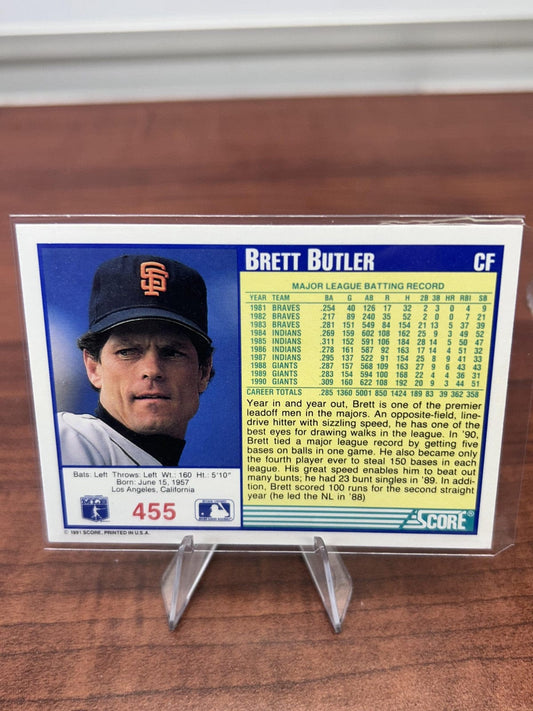 BRETT BUTLER CF
MAJOR LEAGUE BATTING RECORD
YEAR TEAM BA G AB R H 2B 3B HR RBI SB
1981 BRAVES .254 40 126 17 32 2 3 0 4 9
1982 BRAVES .217 89 240 35 52 2 0 0 7 21
1983 BRAVES .281 151 549 84 154 21 13 5 37 39
1984 INDIANS .269 159 602 108 162 25 9 3 49 52
1985 INDIANS .311 152 591 106 184 28 14 5 50 47
1986 INDIANS .278 161 587 92 163 17 14 4 51 32
1987 INDIANS .295 137 522 91 154 25 8 9 41 33
1988 GIANTS .287 157 568 109 163 27 9 6 43 43
1989 GIANTS .283 154 594 100 168 22 4 4 36 31
1990 GIANTS .309 160 622 108 192 20 9 3 44 51
CAREER TOTALS .285 1360 5001 850 1424 189 83 39 362 358
Year in and year out, Brett is one of the premier
leadoff men in the majors. An opposite-field, line-
drive hitter with sizzling speed, he has one of the
best eyes for drawing walks in the league. In '90,
Brett tied a major league record by getting five
bases on balls in one game. He also became only
the fourth player ever to steal 150 bases in each
league. His great speed enables him to beat out
many bunts; he had 23 bunt singles in '89. In addi-
tion, Brett scored 100 runs for the second straight
year (he led the NL in '88)
SF
Bats: Left Throws: Left Wt.: 160 Ht.: 5'10"
Born: June 15, 1957
Los Angeles, California
455
SCORE
© 1991 SCORE, PRINTED IN U.S.A.